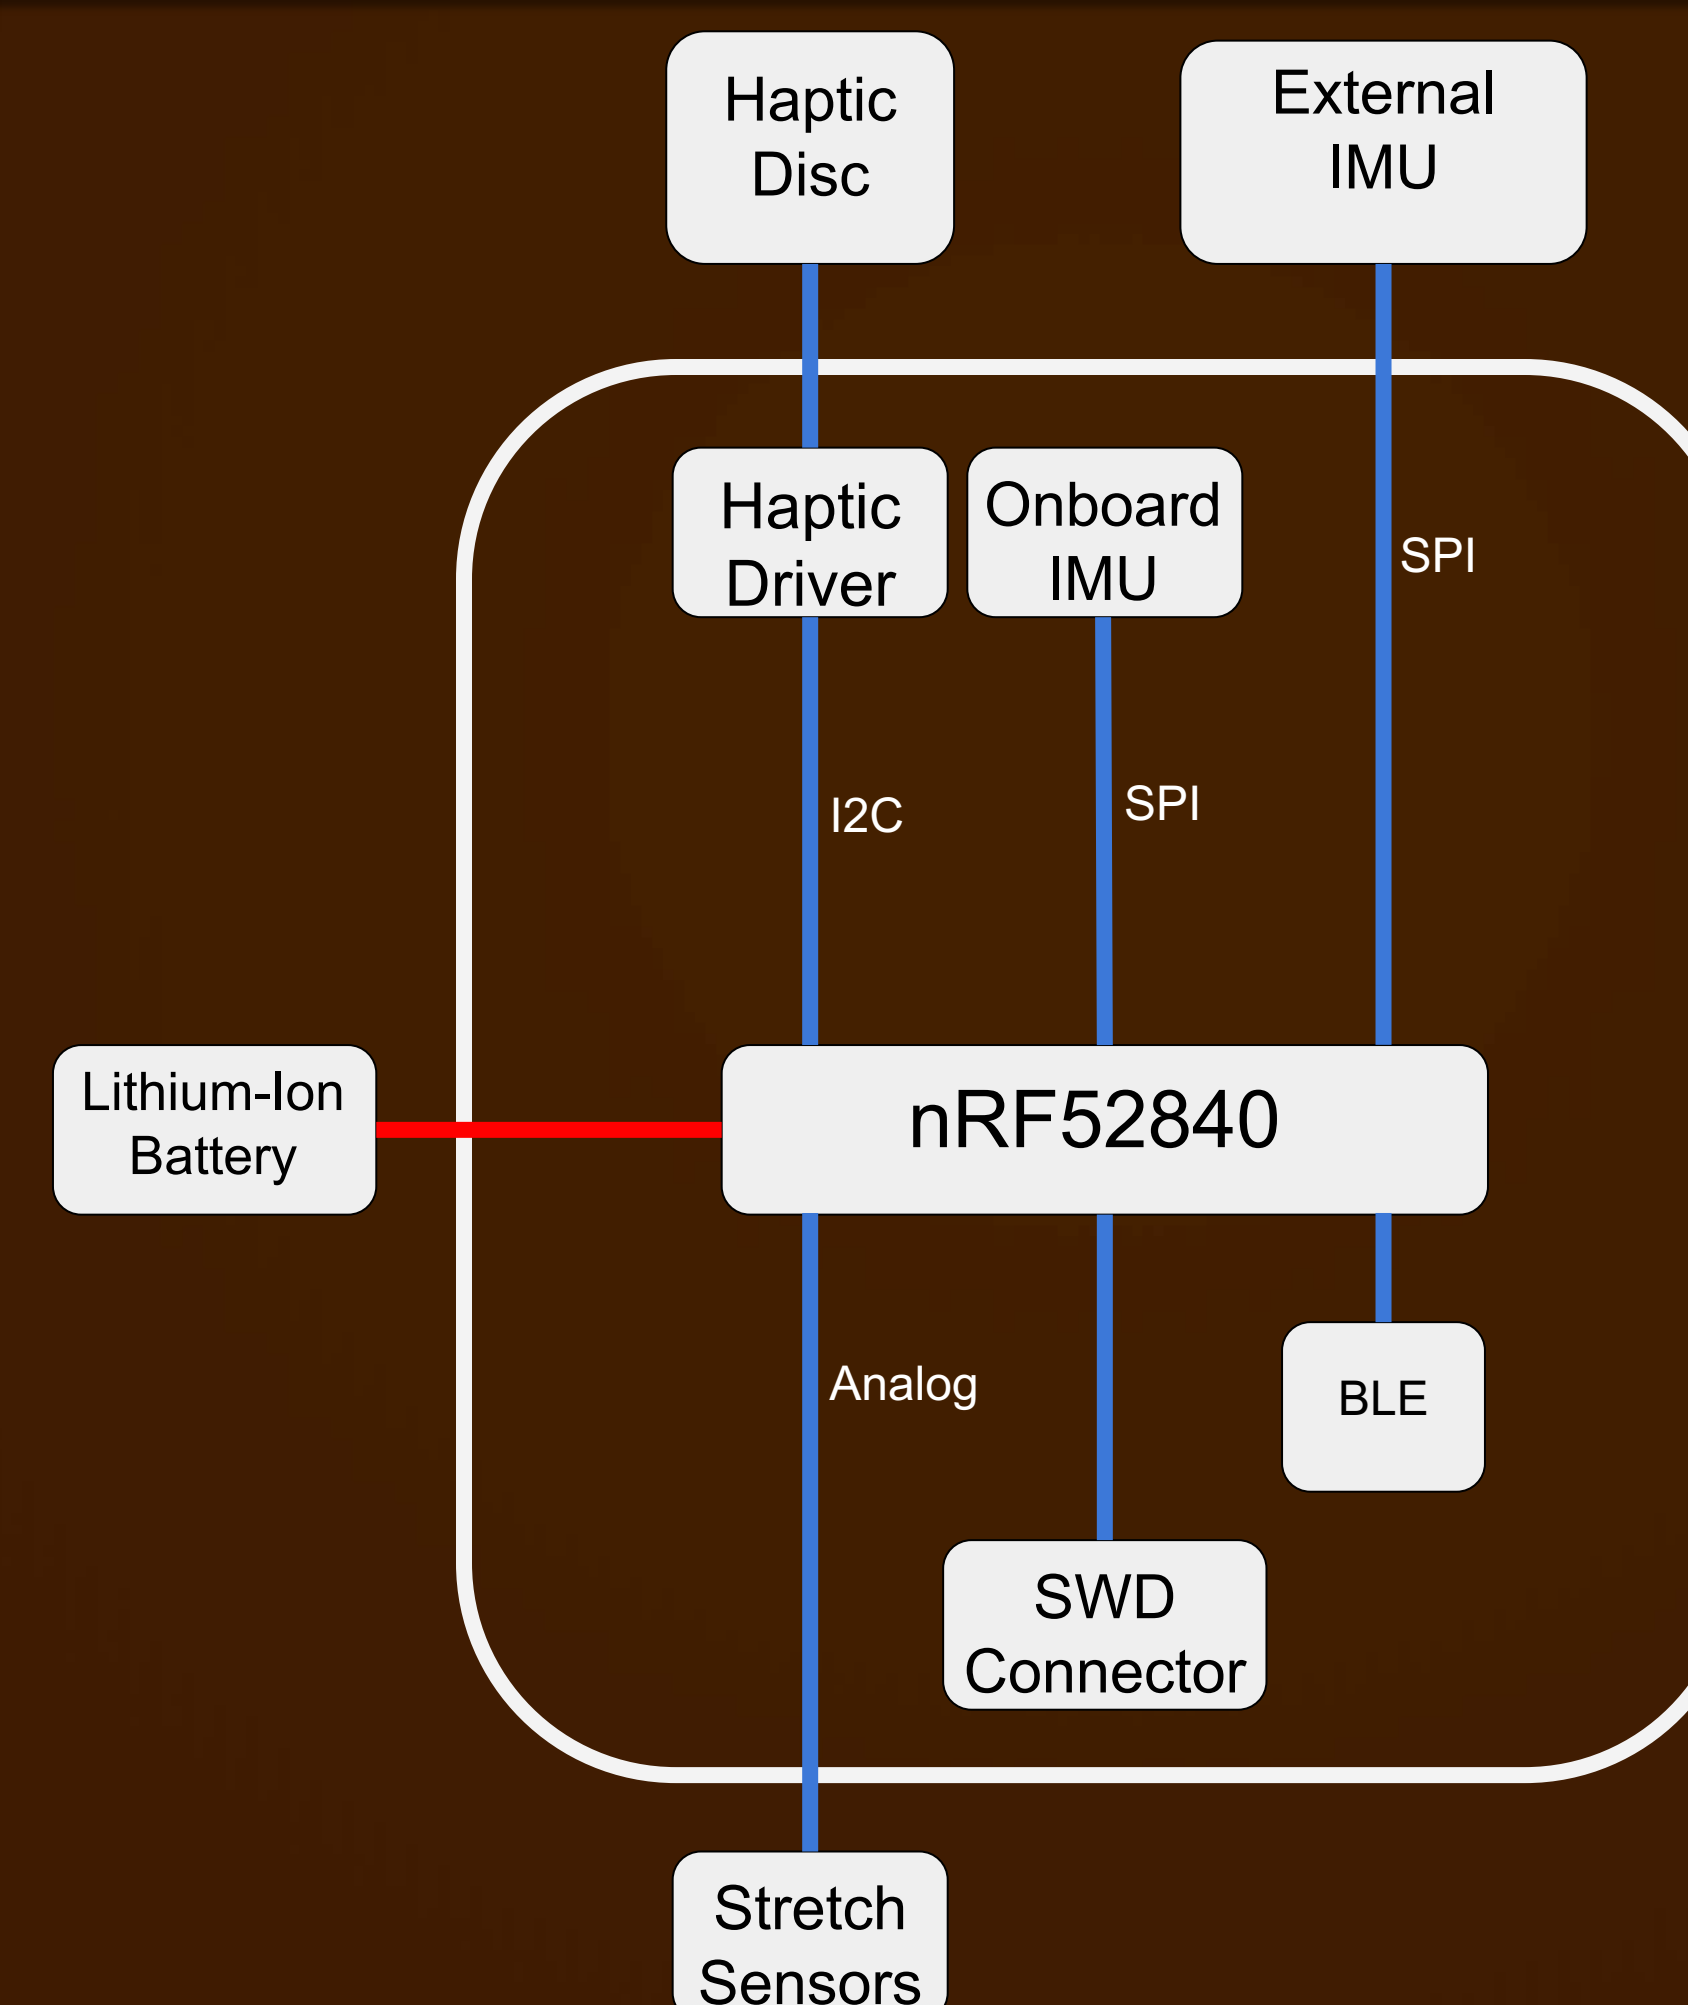 Haptic
Disc
External
IMU
Haptic
Driver
Onboard
IMU
SPI
I2C
SPI
Lithium-Ion
Battery
nRF52840
Analog
BLE
SWD
Connector
Stretch
Sensors